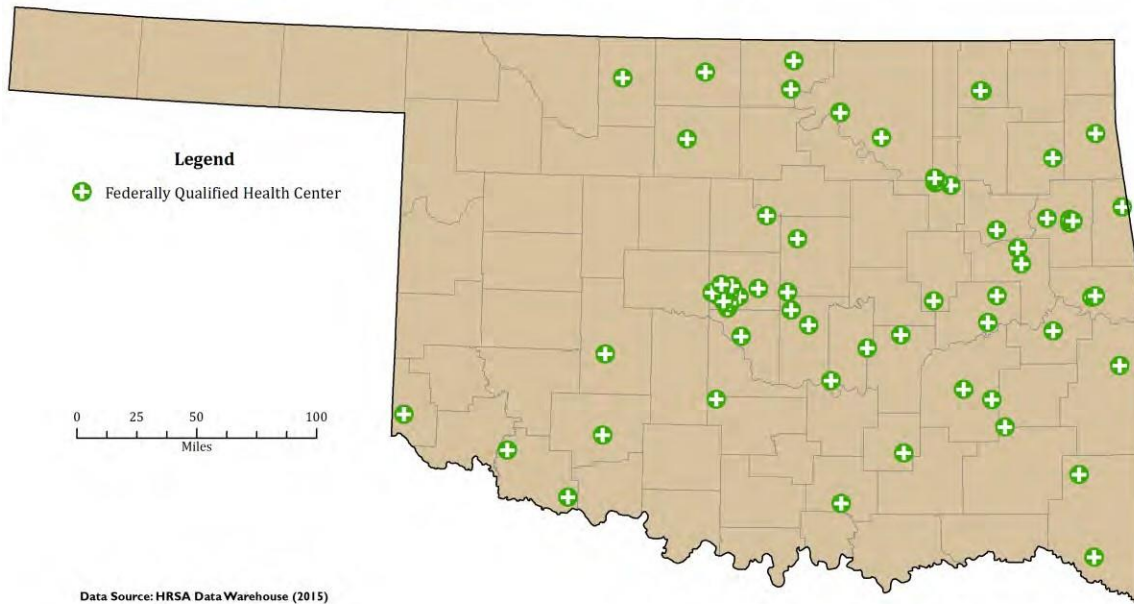 Legend
Federally Qualified Health Center
0 25 50 100
Miles
Data Source: HRSA Data Warehouse (2015)